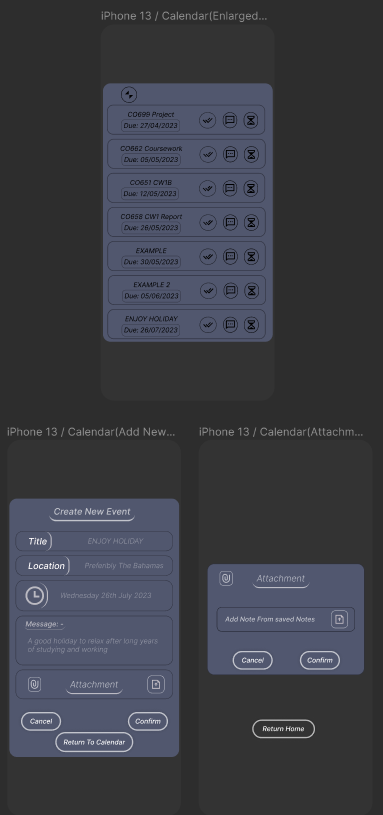 iPhone 13 / Calendar(Enlarged...
CO699 Project
Due: 27/04/2023
CO882 Coursework
Due: 05/05/2023
CO651 CW1B
Due: 12/05/2023
CO658 CW1 Report
Due: 26/05/2023
EXAMPLE
Due: 30/05/2023
EXAMPLE 2
Due: 05/06/2023
ENJOY HOLIDAY
Due: 26/07/2023
iPhone 13 / Calendar(Add New...
Create New Event
Title ENJOY HOLIDAY
Location Preferibly The Bahamas
Wednesday 26th July 2023
Message: -
A good holiday to relax after long years
of studying and working
Attachment
Cancel Confirm
Return To Calendar
iPhone 13 / Calendar(Attachm...
Attachment
Add Note From saved Notes
Cancel Confirm
Return Home